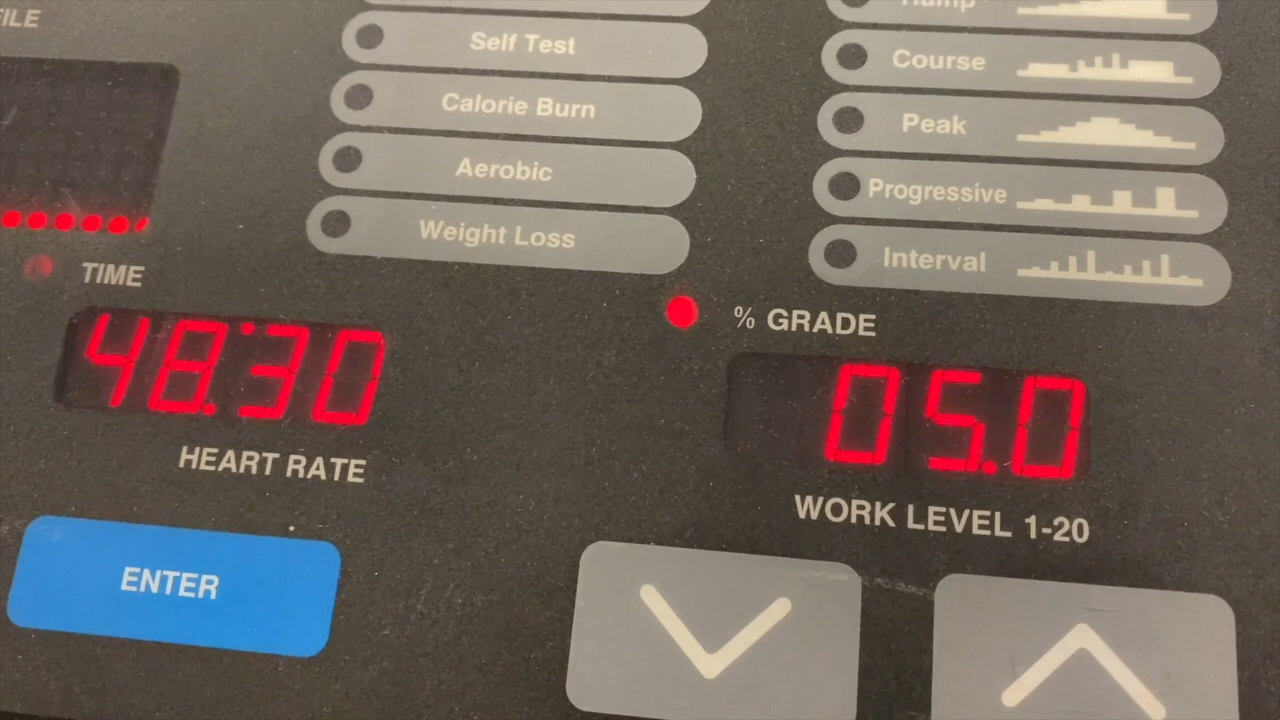 FILE
Self Test
Calorie Burn
Aerobic
Weight Loss
Ramp
Course
Peak
Progressive
Interval
TIME
48:30
HEART RATE
% GRADE
05.0
WORK LEVEL 1-20
ENTER